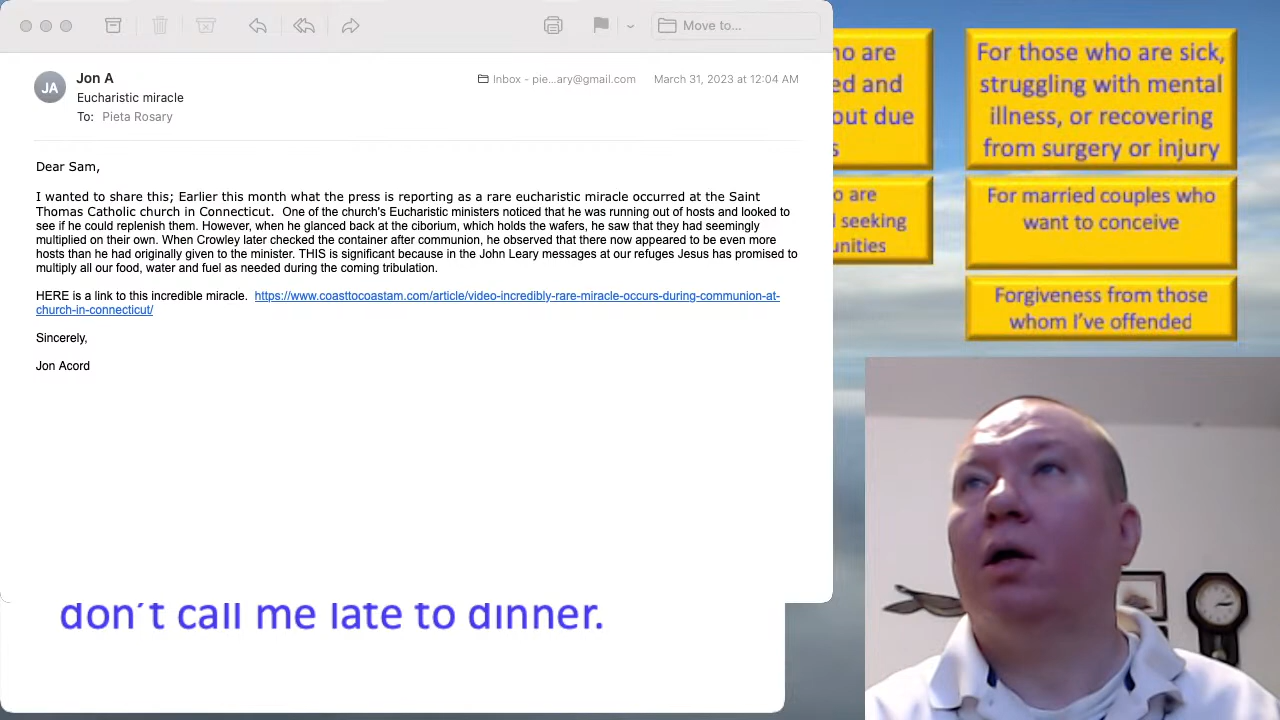 Move to...
JA
Jon A
Inbox - pie...ary@gmail.com
March 31, 2023 at 12:04 AM
Eucharistic miracle
To: Pieta Rosary
Dear Sam,
I wanted to share this; Earlier this month what the press is reporting as a rare eucharistic miracle occurred at the Saint
Thomas Catholic church in Connecticut. One of the church's Eucharistic ministers noticed that he was running out of hosts and looked to
see if he could replenish them. However, when he glanced back at the ciborium, which holds the wafers, he saw that they had seemingly
multiplied on their own. When Crowley later checked the container after communion, he observed that there now appeared to be even more
hosts than he had originally given to the minister. THIS is significant because in the John Leary messages at our refuges Jesus has promised to
multiply all our food, water and fuel as needed during the coming tribulation.
HERE is a link to this incredible miracle. https://www.coasttocoastam.com/article/video-incredibly-rare-miracle-occurs-during-communion-at-
church-in-connecticut/
Sincerely,
Jon Acord
don't call me late to dinner.
are
and
out due
are
seeking
For those who are sick,
struggling with mental
illness, or recovering
from surgery or injury
For married couples who
want to conceive
Forgiveness from those
whom I've offended